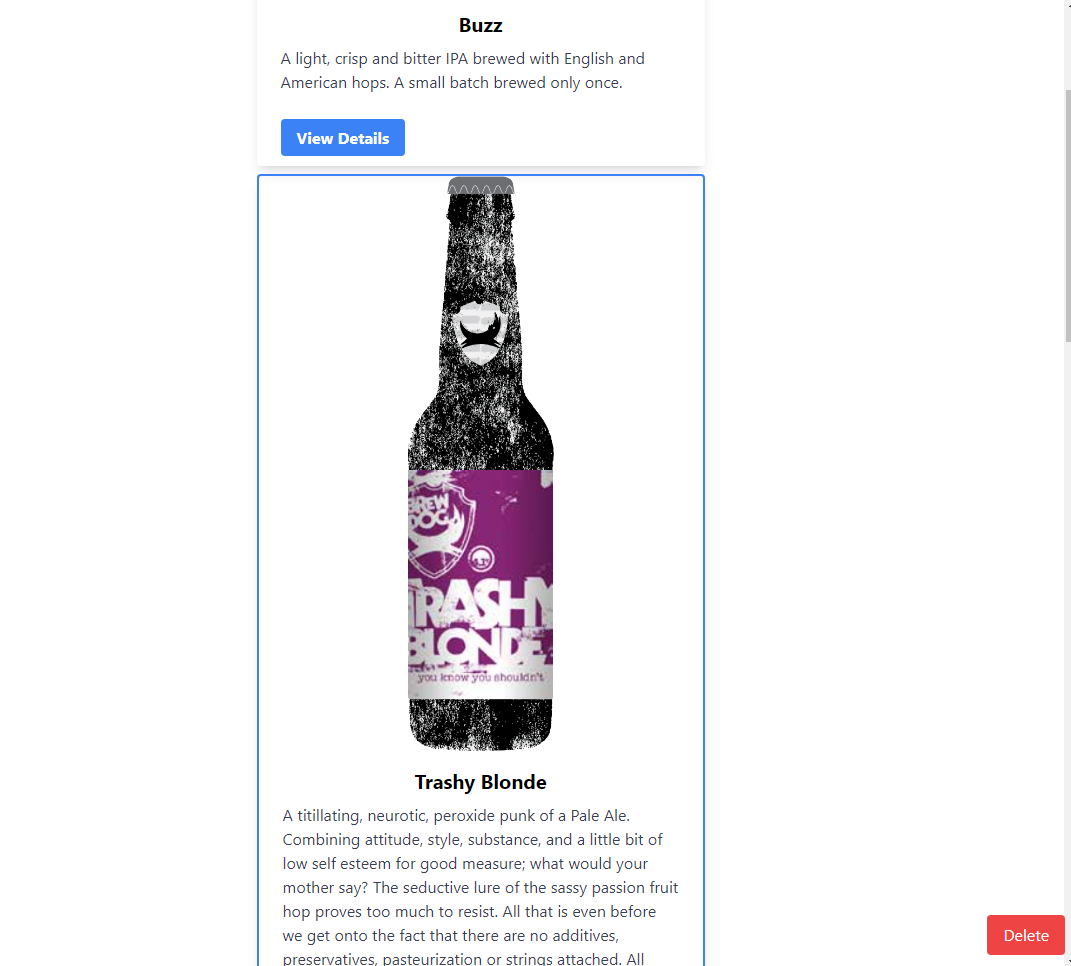 Buzz
A light, crisp and bitter IPA brewed with English and
American hops. A small batch brewed only once.
View Details
BREW
DOG
TRASHY
BLONDE
you know you shouldn't
Trashy Blonde
A titillating, neurotic, peroxide punk of a Pale Ale.
Combining attitude, style, substance, and a little bit of
low self esteem for good measure; what would your
mother say? The seductive lure of the sassy passion fruit
hop proves too much to resist. All that is even before
we get onto the fact that there are no additives,
preservatives, pasteurization or strings attached. All
Delete